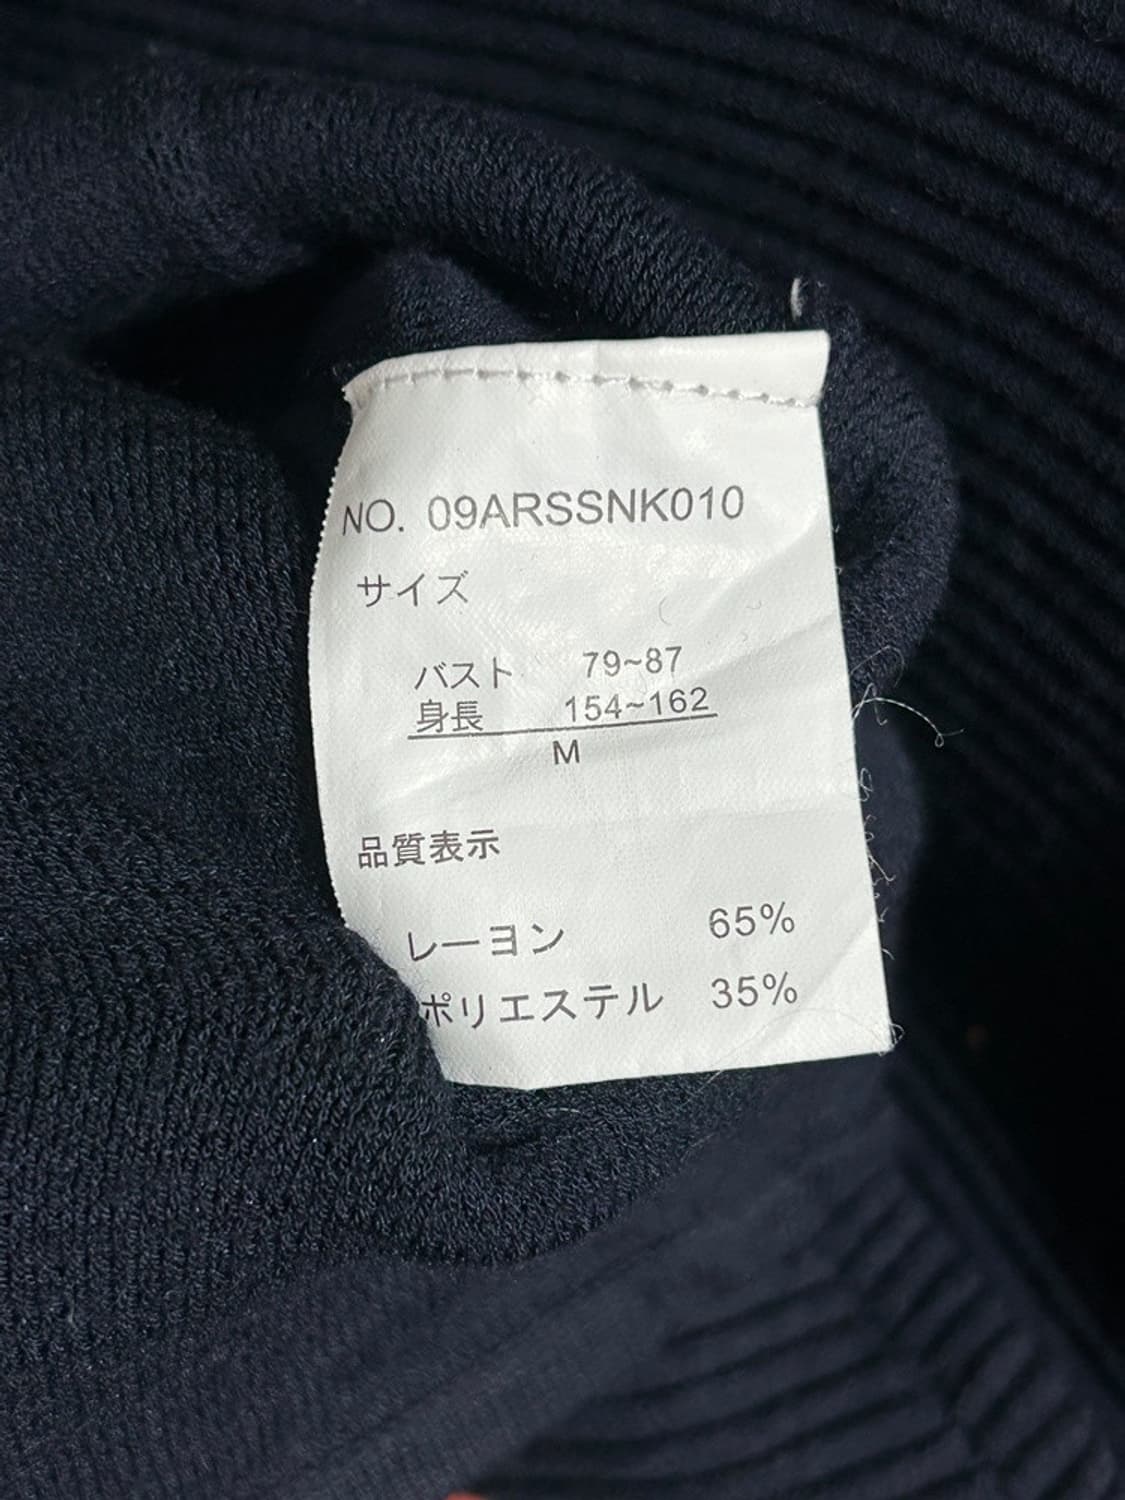 NO. 09ARSSNK010
サイズ
バスト 79~87
身長 154~162
M
品質表示
レーヨン 65%
ポリエステル 35%